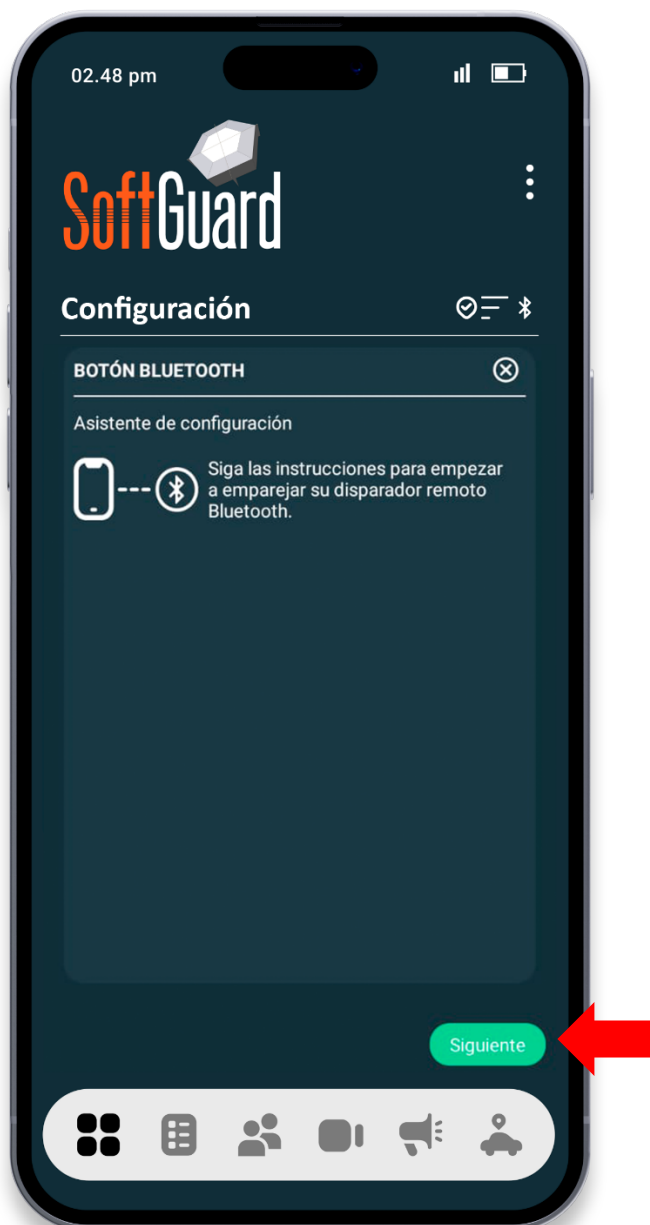 02.48 pm
SoftGuard
Configuración
BOTÓN BLUETOOTH
Asistente de configuración
Siga las instrucciones para empezar
a emparejar su disparador remoto
Bluetooth.
Siguiente